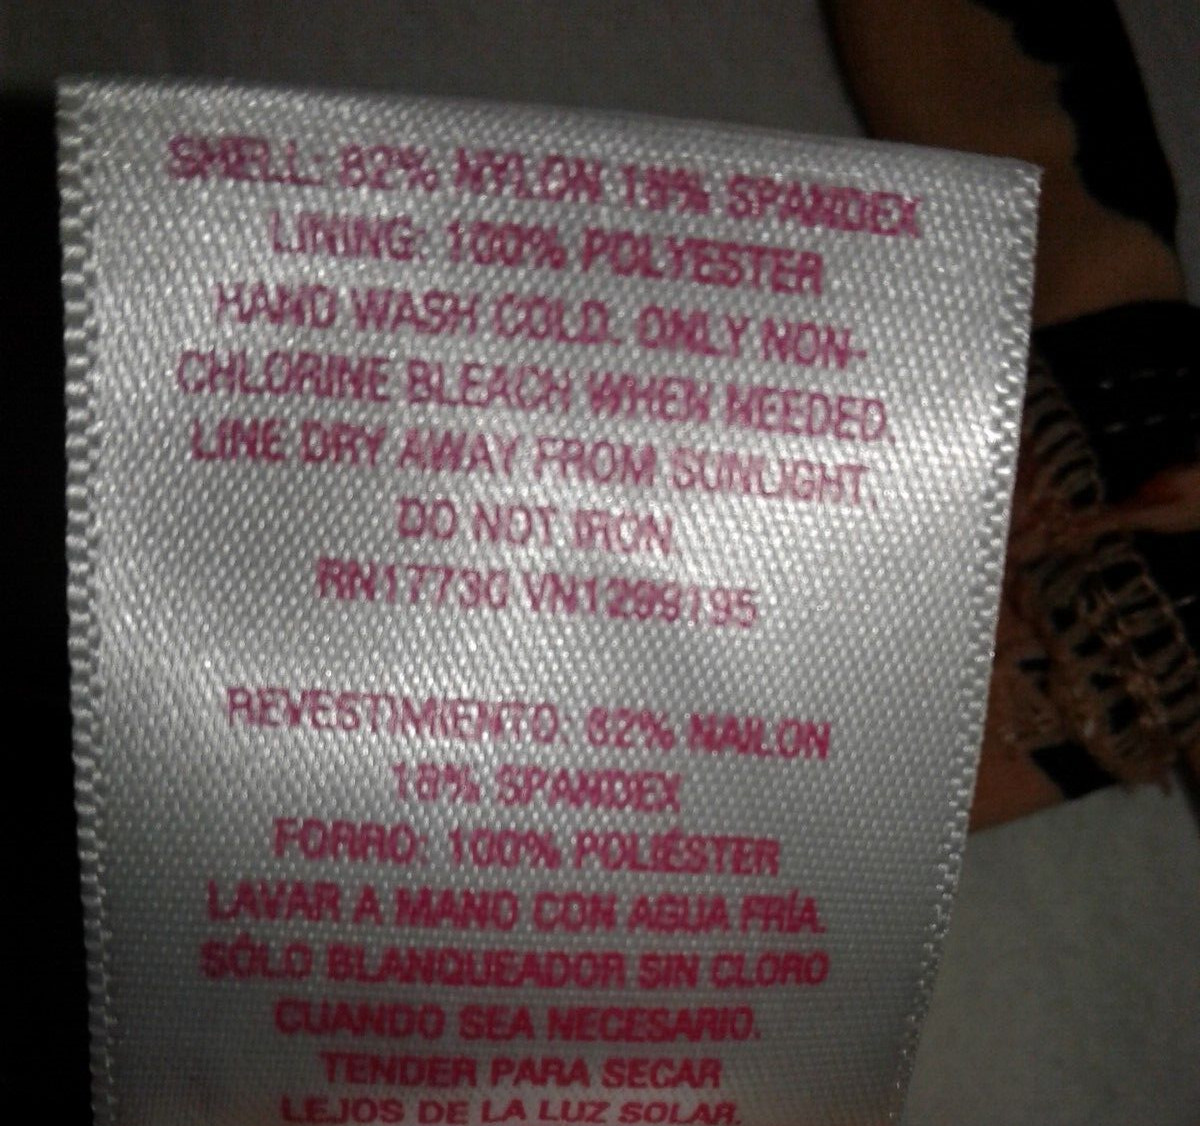 SHELL: 82% NYLON 18% SPANDEX
LINING: 100% POLYESTER
HAND WASH COLD. ONLY NON-
CHLORINE BLEACH WHEN NEEDED.
LINE DRY AWAY FROM SUNLIGHT.
DO NOT IRON.
RN17730 VN1299195
REVESTIMIENTO: 82% NAILON
18% SPANDEX
FORRO: 100% POLIÉSTER
LAVAR A MANO CON AGUA FRÍA.
SÓLO BLANQUEADOR SIN CLORO
CUANDO SEA NECESARIO.
TENDER PARA SECAR
LEJOS DE LA LUZ SOLAR.